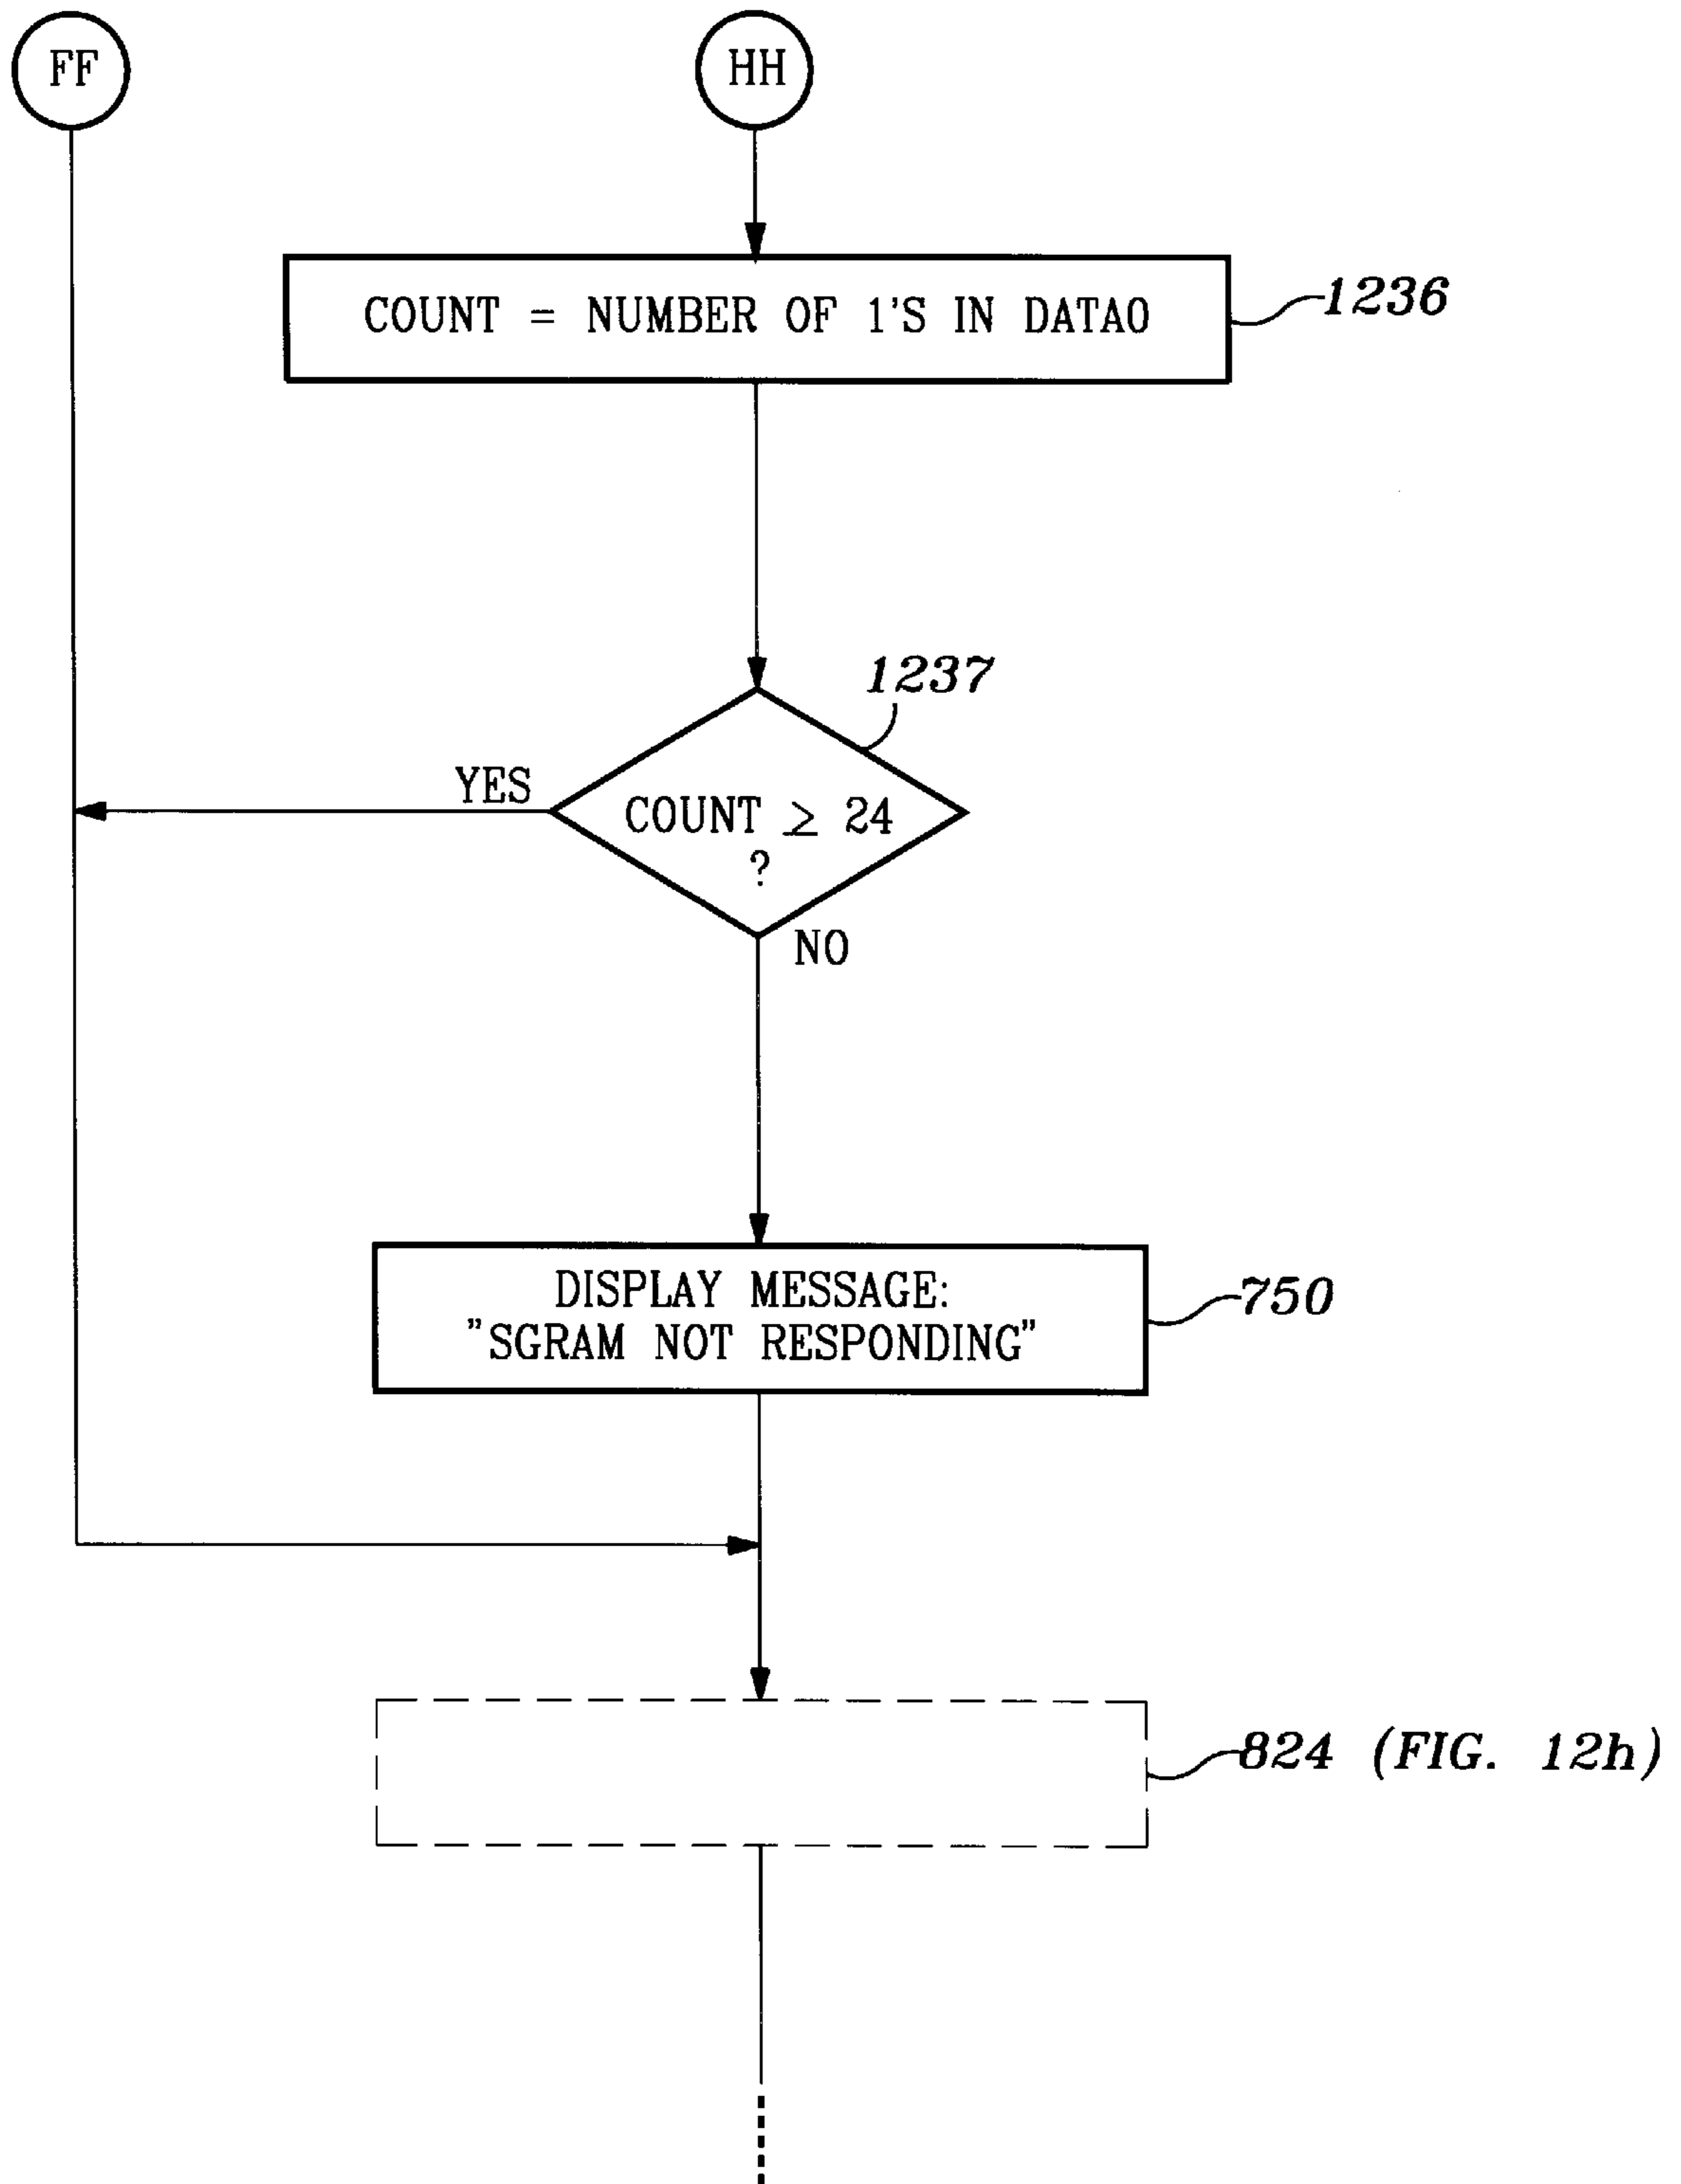 FF
HH
COUNT = NUMBER OF 1'S IN DATA0
1236
1237
YES
COUNT ≥ 24
?
NO
DISPLAY MESSAGE:
"SGRAM NOT RESPONDING"
750
824 (FIG. 12h)